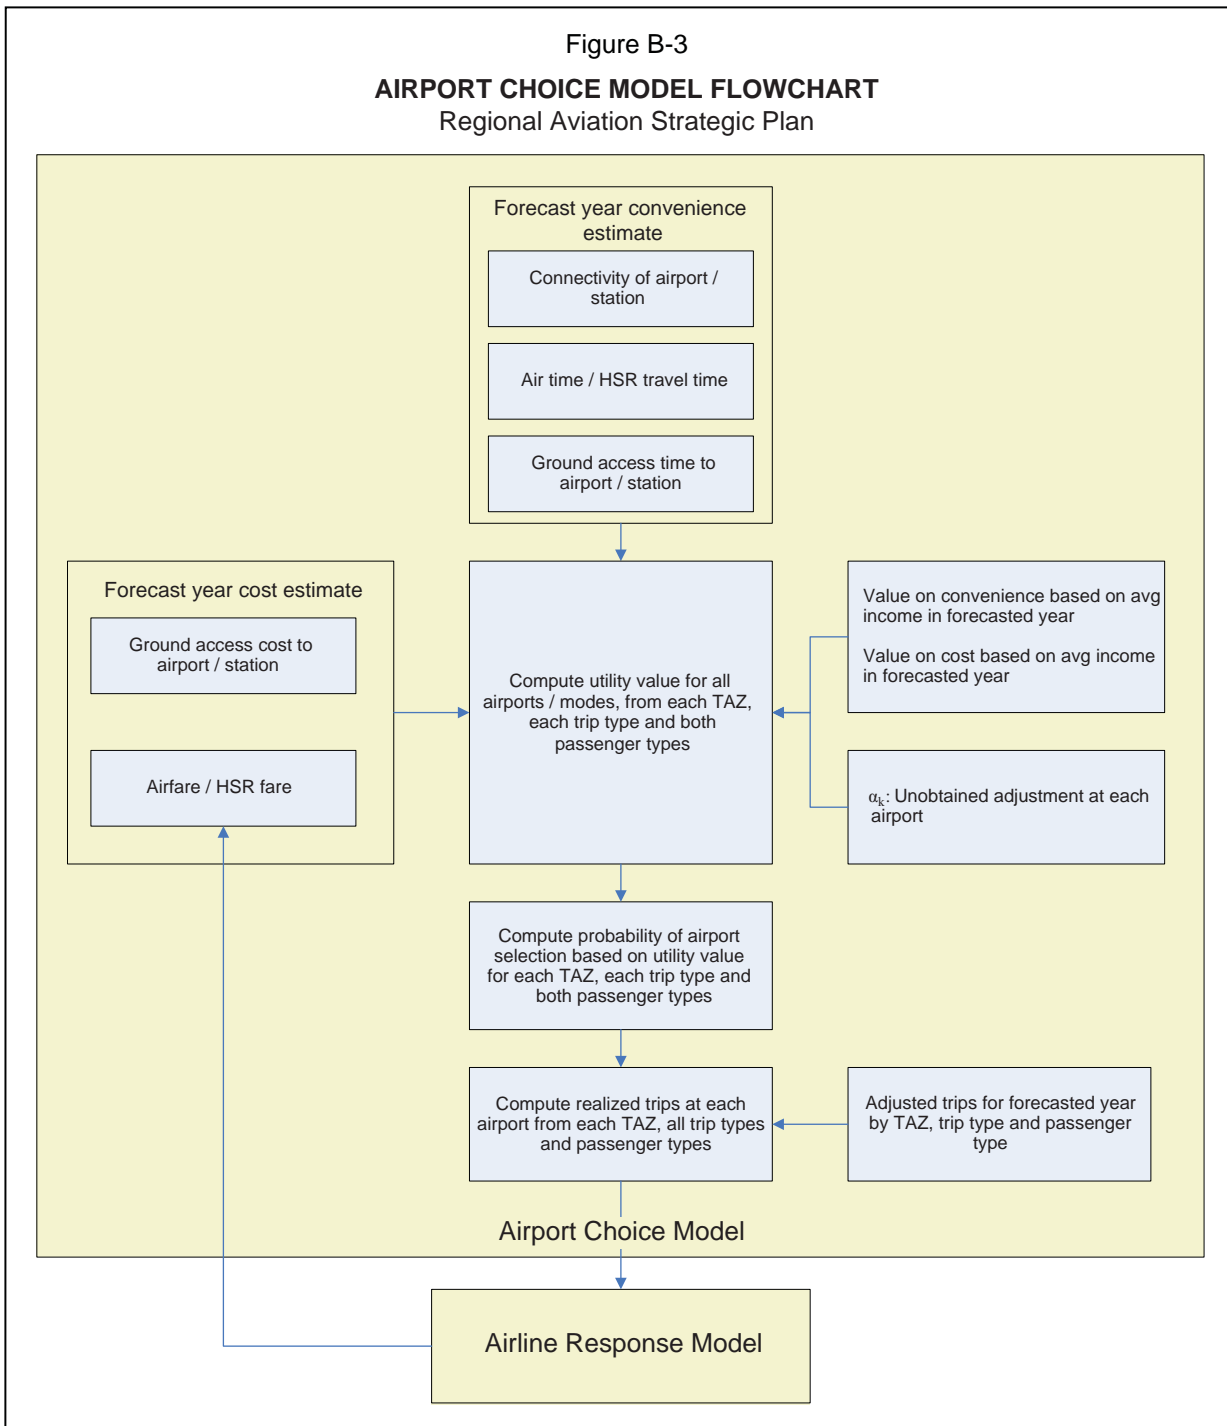 Figure B-3
AIRPORT CHOICE MODEL FLOWCHART
Regional Aviation Strategic Plan
Forecast year convenience
estimate
Connectivity of airport /
station
Air time / HSR travel time
Ground access time to
airport / station
Forecast year cost estimate
Ground access cost to
airport / station
Airfare / HSR fare
Compute utility value for all
airports / modes, from each TAZ,
each trip type and both
passenger types
Value on convenience based on avg
income in forecasted year
Value on cost based on avg income
in forecasted year
αk: Unobtained adjustment at each
airport
Compute probability of airport
selection based on utility value
for each TAZ, each trip type and
both passenger types
Compute realized trips at each
airport from each TAZ, all trip types
and passenger types
Adjusted trips for forecasted year
by TAZ, trip type and passenger
type
Airport Choice Model
Airline Response Model